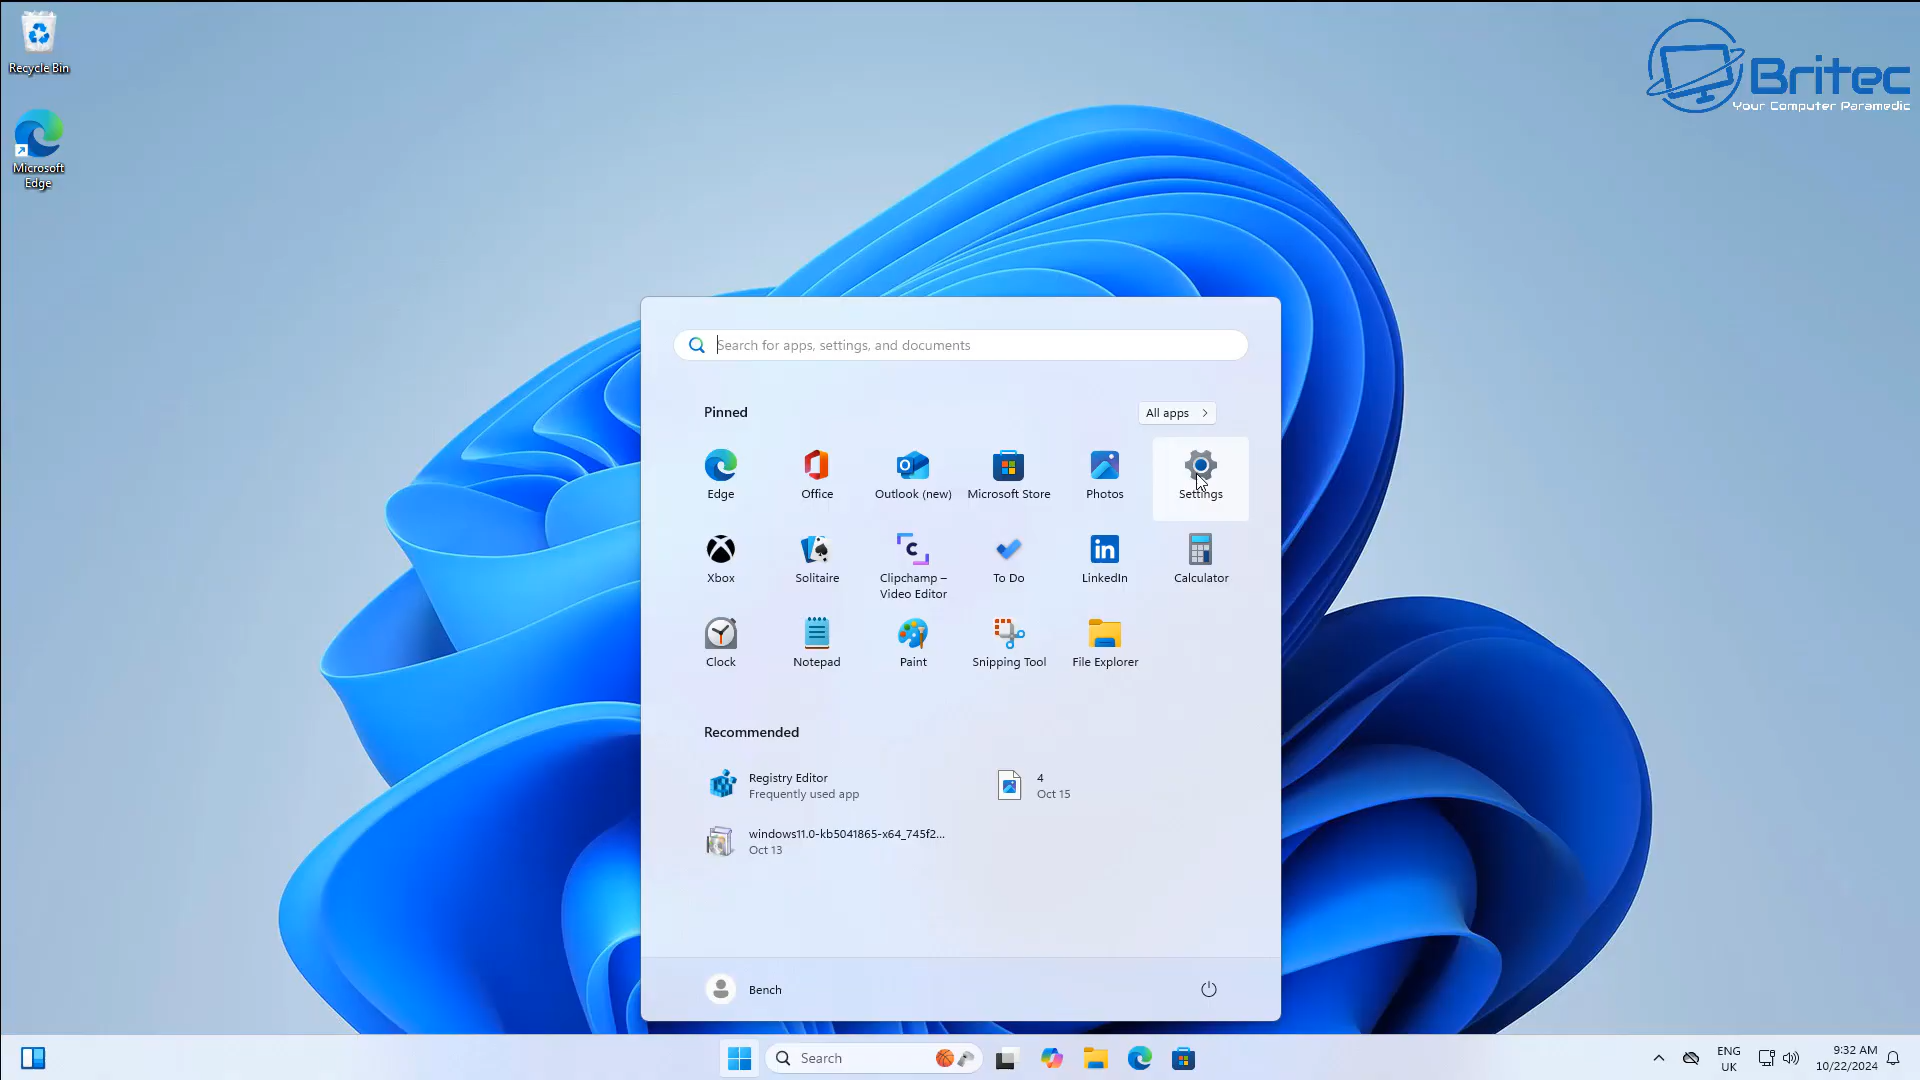 Recycle Bin
Microsoft
Edge
Britec
Your Computer Paramedic
Search for apps, settings, and documents
Pinned
All apps
Edge
Office
Outlook (new)
Microsoft Store
Photos
Settings
Xbox
Solitaire
Clipchamp –
Video Editor
To Do
LinkedIn
Calculator
Clock
Notepad
Paint
Snipping Tool
File Explorer
Recommended
Registry Editor
Frequently used app
4
Oct 15
windows11.0-kb5041865-x64_745f2...
Oct 13
Bench
Search
ENG
UK
9:32 AM
10/22/2024